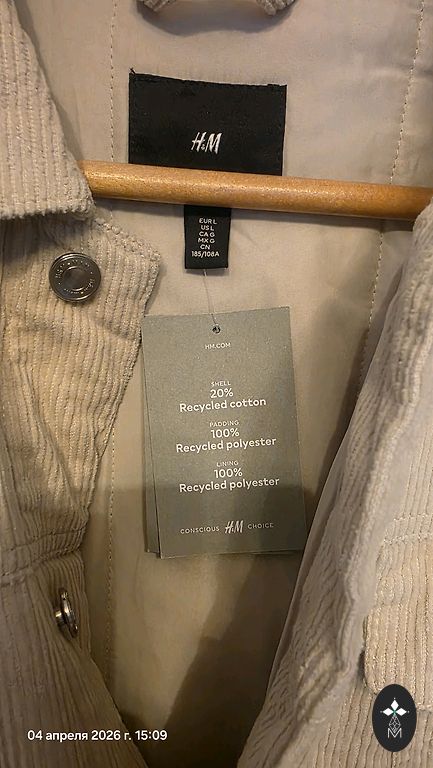 H&M
EUR L
US L
CA G
MX G
CN
185/108A
HM.COM
SHELL
20%
Recycled cotton
PADDING
100%
Recycled polyester
LINING
100%
Recycled polyester
CONSCIOUS H&M CHOICE
04 апреля 2026 г. 15:09